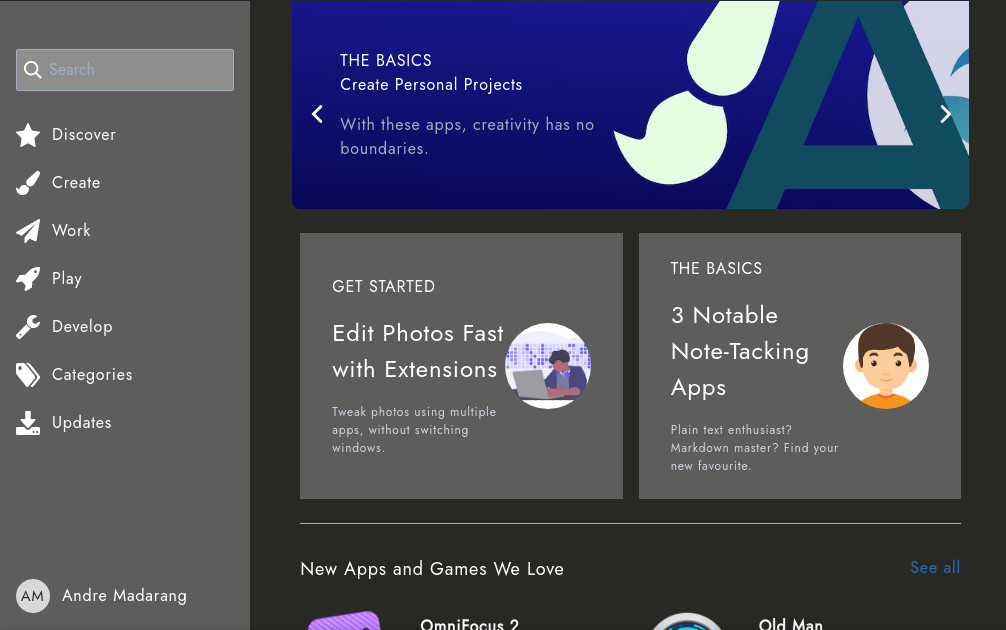 Search
Discover
Create
Work
Play
Develop
Categories
Updates
AM
Andre Madarang
THE BASICS
Create Personal Projects
With these apps, creativity has no
boundaries.
GET STARTED
Edit Photos Fast
with Extensions
Tweak photos using multiple
apps, without switching
windows.
THE BASICS
3 Notable
Note-Tacking
Apps
Plain text enthusiast?
Markdown master? Find your
new favourite.
New Apps and Games We Love
See all
OmniFocus 2
Old Man